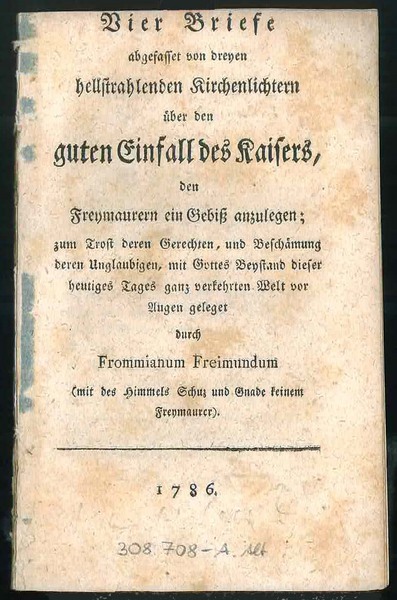 Vier Briefe
abgefasset von dreyen
hellstrahlenden Kirchenlichtern
über den
guten Einfall des Kaisers,
den
Freymaurern ein Gebiß anzulegen;
zum Trost deren Gerechten, und Beschämung
deren Unglaubigen, mit Gottes Beystand dieser
heutiges Tages ganz verkehrten Welt vor
Augen geleget
durch
Frommianum Freimundum
(mit des Himmels Schuz und Gnade keinem
Freymaurer).
1786.
308 708-A. Alt